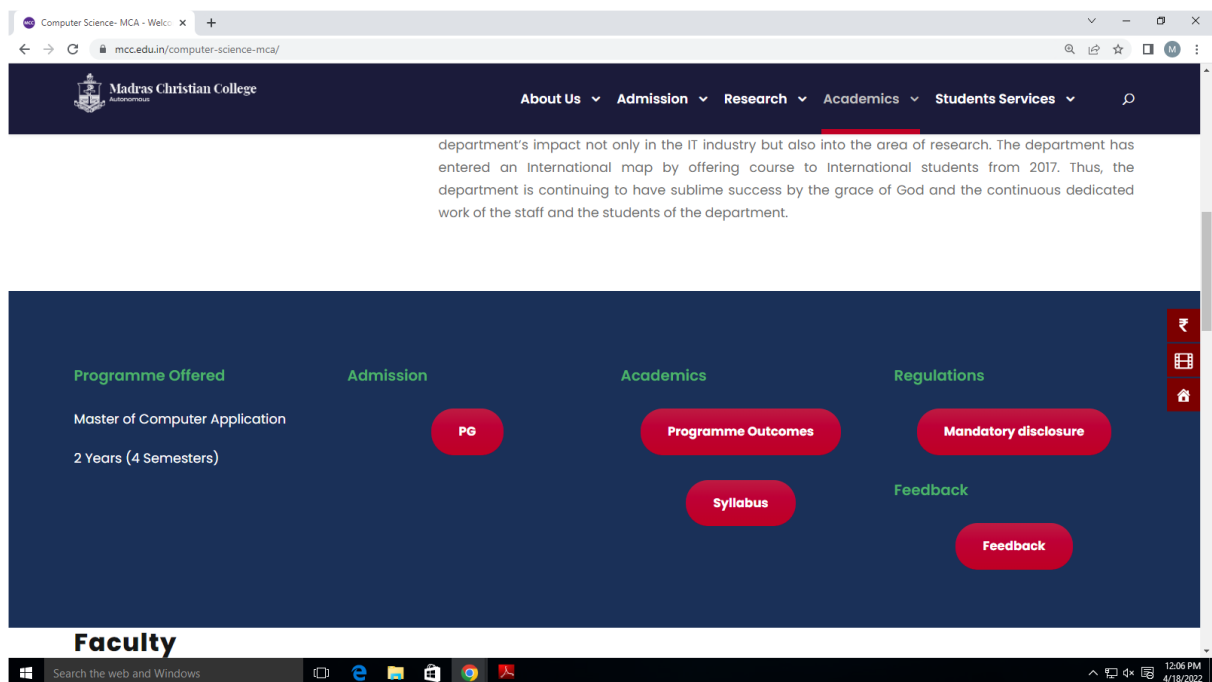 Computer Science- MCA - Welco
mcc.edu.in/computer-science-mca/
M
MCC
Madras Christian College
Autonomous
About Us Admission Research Academics Students Services
department's impact not only in the IT industry but also into the area of research. The department has
entered an International map by offering course to International students from 2017. Thus, the
department is continuing to have sublime success by the grace of God and the continuous dedicated
work of the staff and the students of the department.
₹
Programme Offered
Master of Computer Application
2 Years (4 Semesters)
Admission
PG
Academics
Programme Outcomes
Syllabus
Regulations
Mandatory disclosure
Feedback
Feedback
Faculty
Search the web and Windows
12:06 PM
4/18/2022